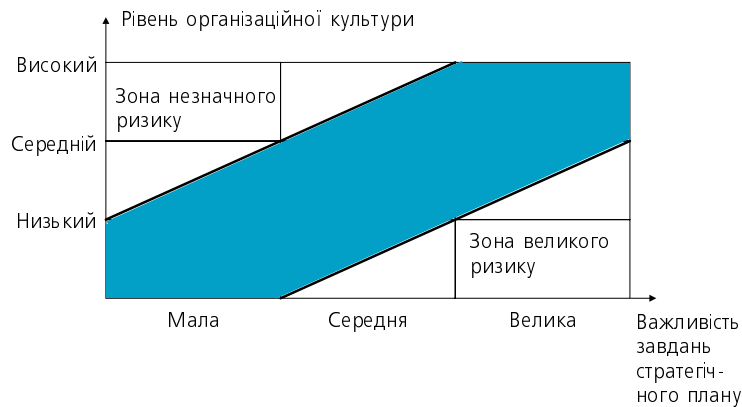 Рівень організаційної культури
Високий
Зона незначного
ризику
Середній
Низький
Зона великого
ризику
Мала
Середня
Велика
Важливість
завдань
стратегіч-
ного плану